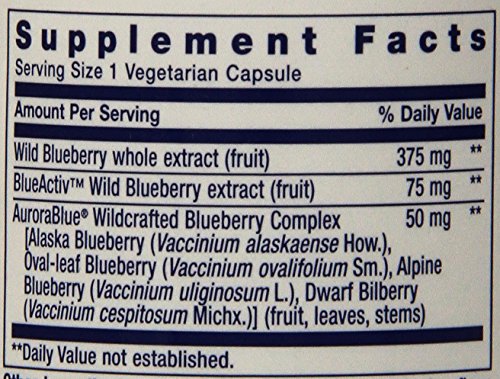 Supplement Facts
Serving Size 1 Vegetarian Capsule
Amount Per Serving % Daily Value
Wild Blueberry whole extract (fruit) 375 mg **
BlueActiv™ Wild Blueberry extract (fruit) 75 mg **
AuroraBlue® Wildcrafted Blueberry Complex 50 mg **
[Alaska Blueberry (Vaccinium alaskaense How.),
Oval-leaf Blueberry (Vaccinium ovalifolium Sm.), Alpine
Blueberry (Vaccinium uliginosum L.), Dwarf Bilberry
(Vaccinium cespitosum Michx.)] (fruit, leaves, stems)
**Daily Value not established.